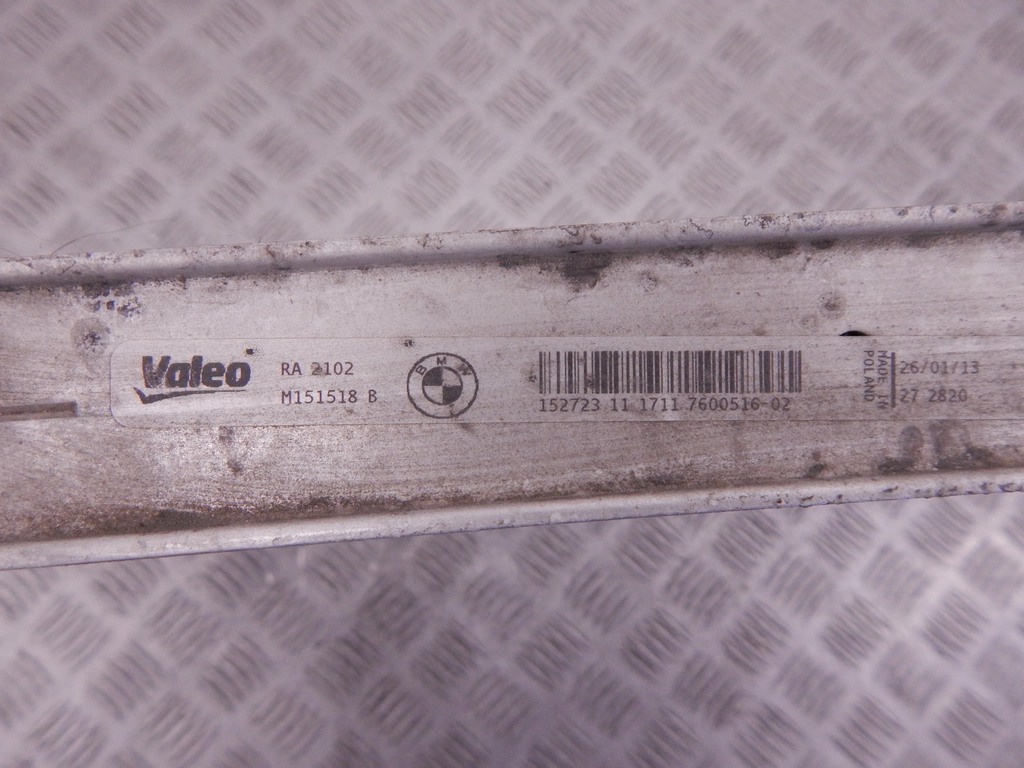 Valeo
RA 2102
M151518 B
BMW
152723 11 1711 7600516-02
MADE IN
POLAND
26/01/13
27 2820